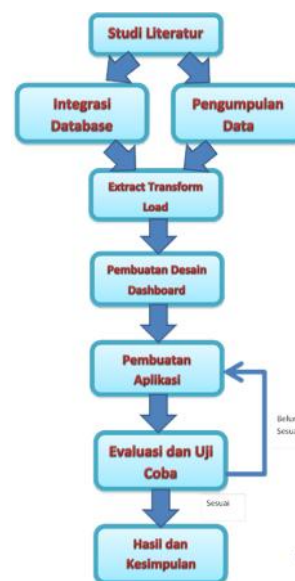 Studi Literatur
Integrasi
Database
Pengumpulan
Data
Extract Transform
Load
Pembuatan Desain
Dashboard
Pembuatan
Aplikasi
Evaluasi dan Uji
Coba
Sesuai
Hasil dan
Kesimpulan